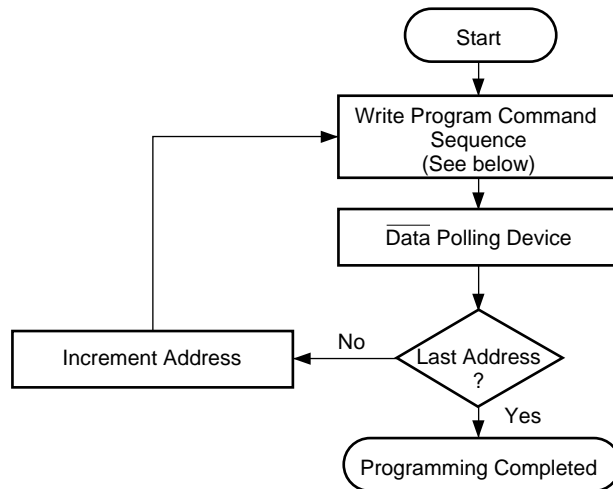 Start
Write Program Command
Sequence
(See below)
Data Polling Device
No
Increment Address
Last Address
?
Yes
Programming Completed